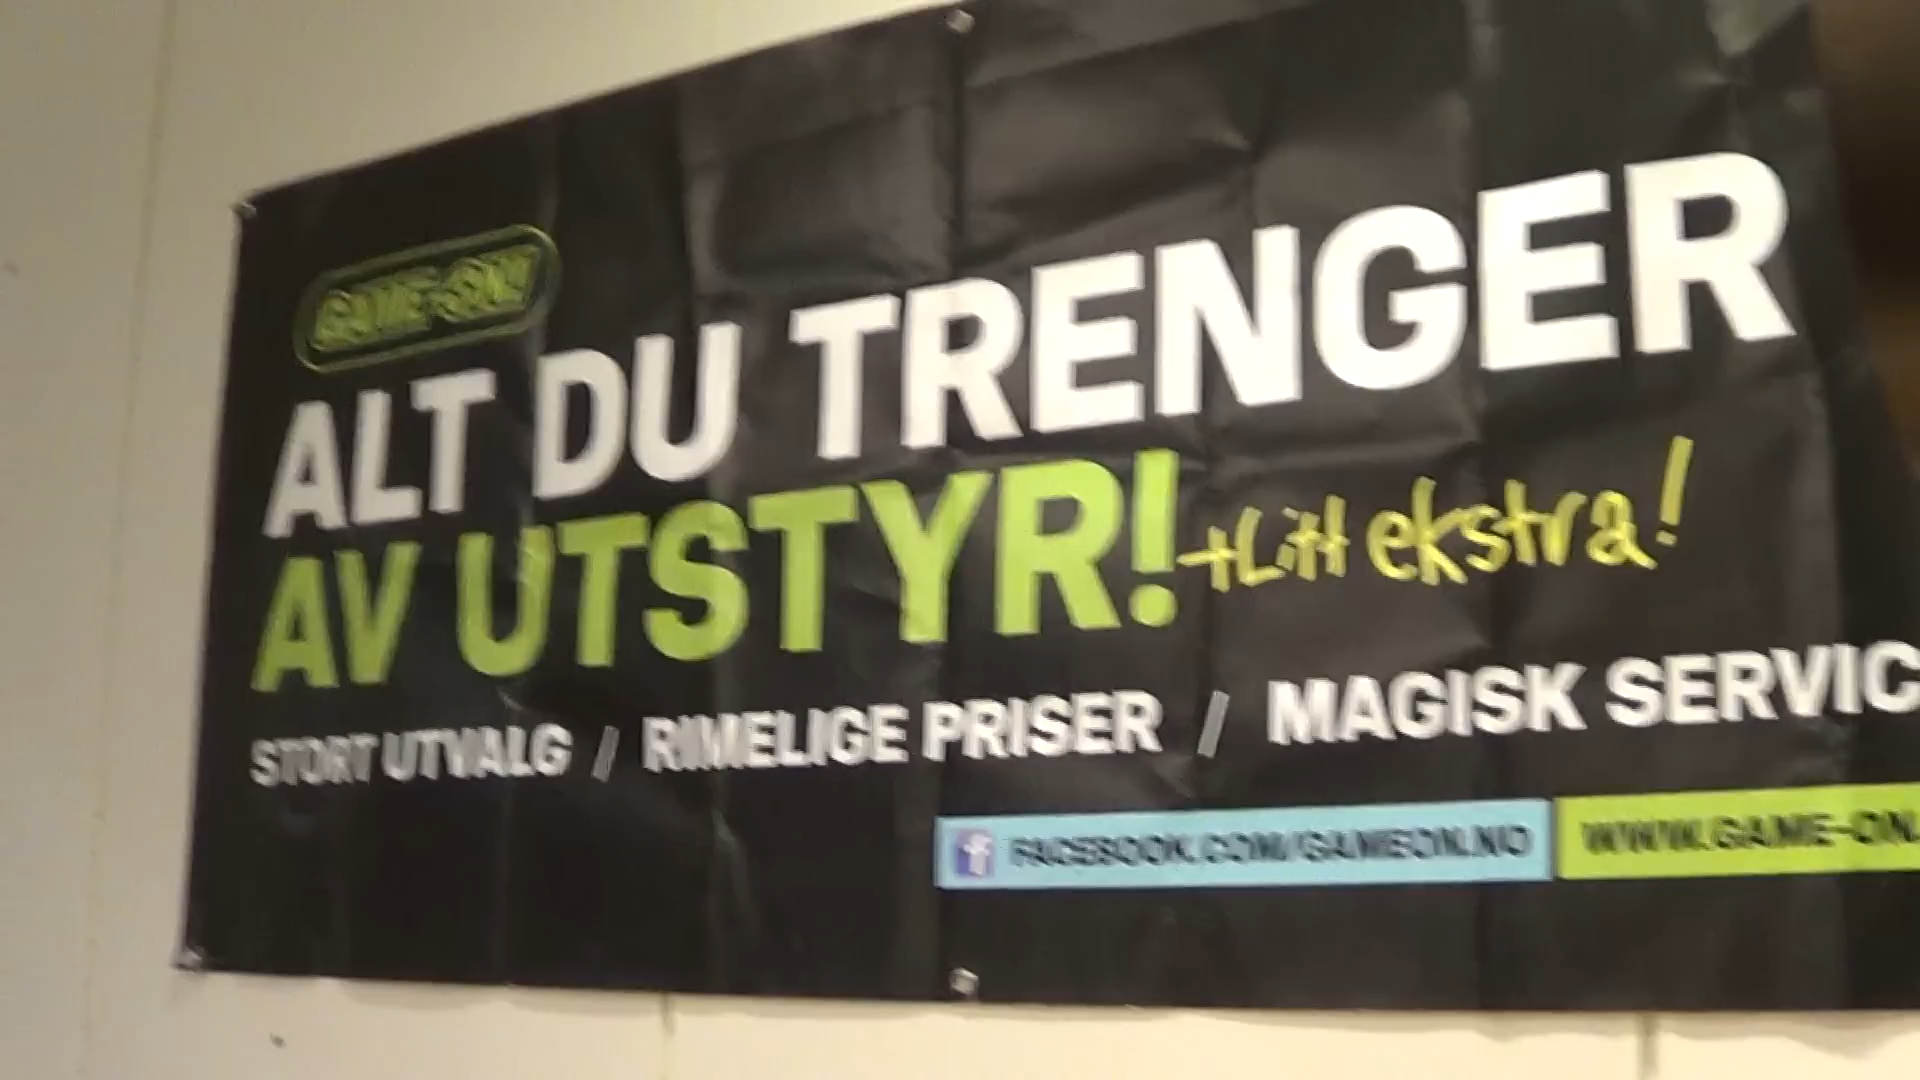 GAME-ON
ALT DU TRENGER
AV UTSTYR! +Litt ekstra!
STORT UTVALG / RIMELIGE PRISER / MAGISK SERVIC
FACEBOOK.COM/GAMEON.NO WWW.GAME-ON.